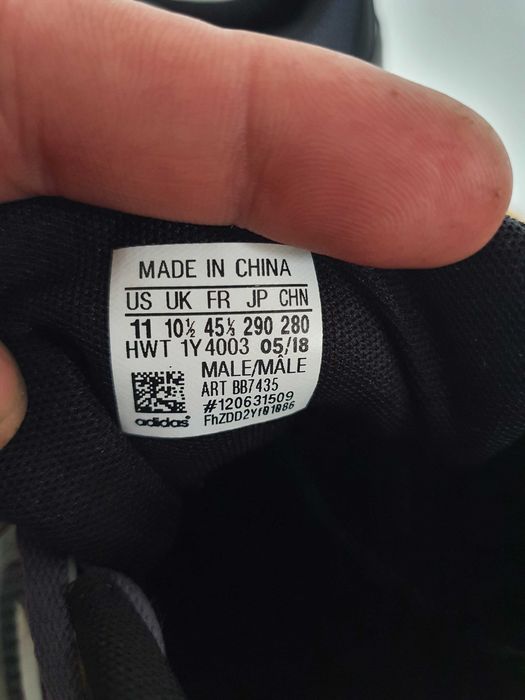 MADE IN CHINA
US UK FR JP CHN
11 10½ 45⅓ 290 280
HWT 1Y4003 05/18
MALE/MÂLE
ART BB7435
#120631509
FhZDD2Yf01086
adidas